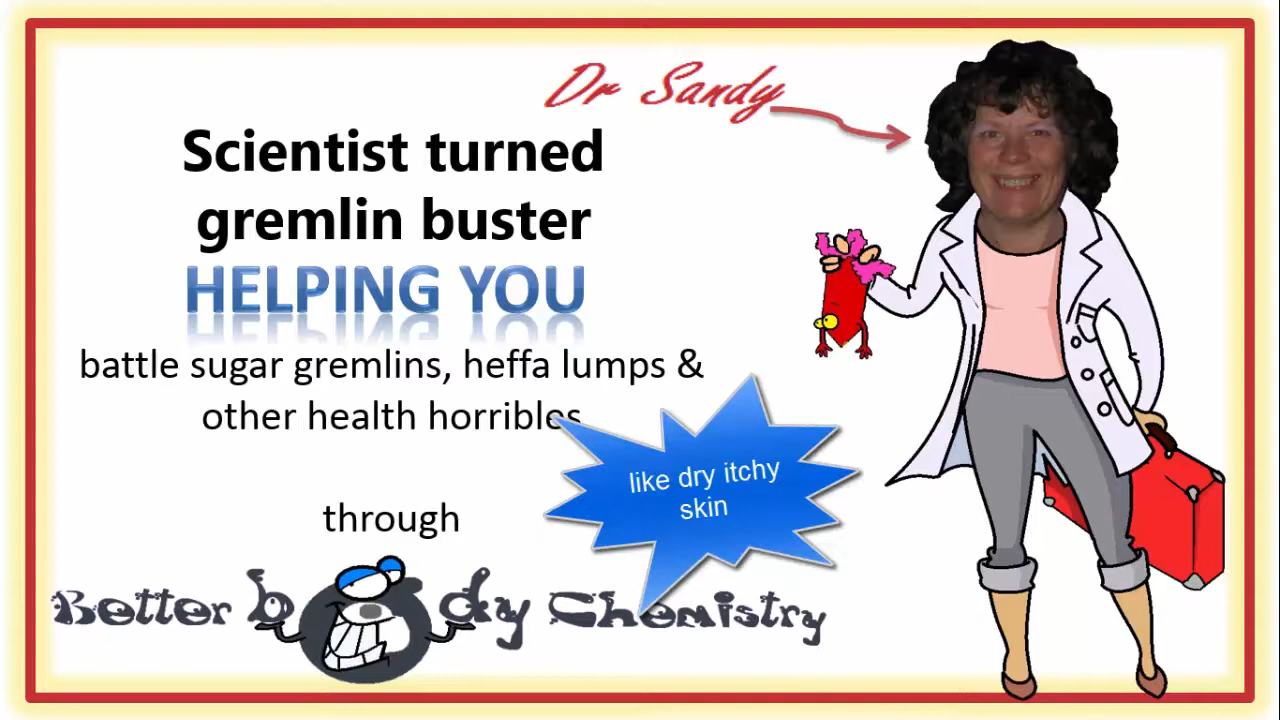 Dr Sandy
Scientist turned
gremlin buster
HELPING YOU
battle sugar gremlins, heffa lumps &
other health horribles
like dry itchy
skin
through
Better body Chemistry